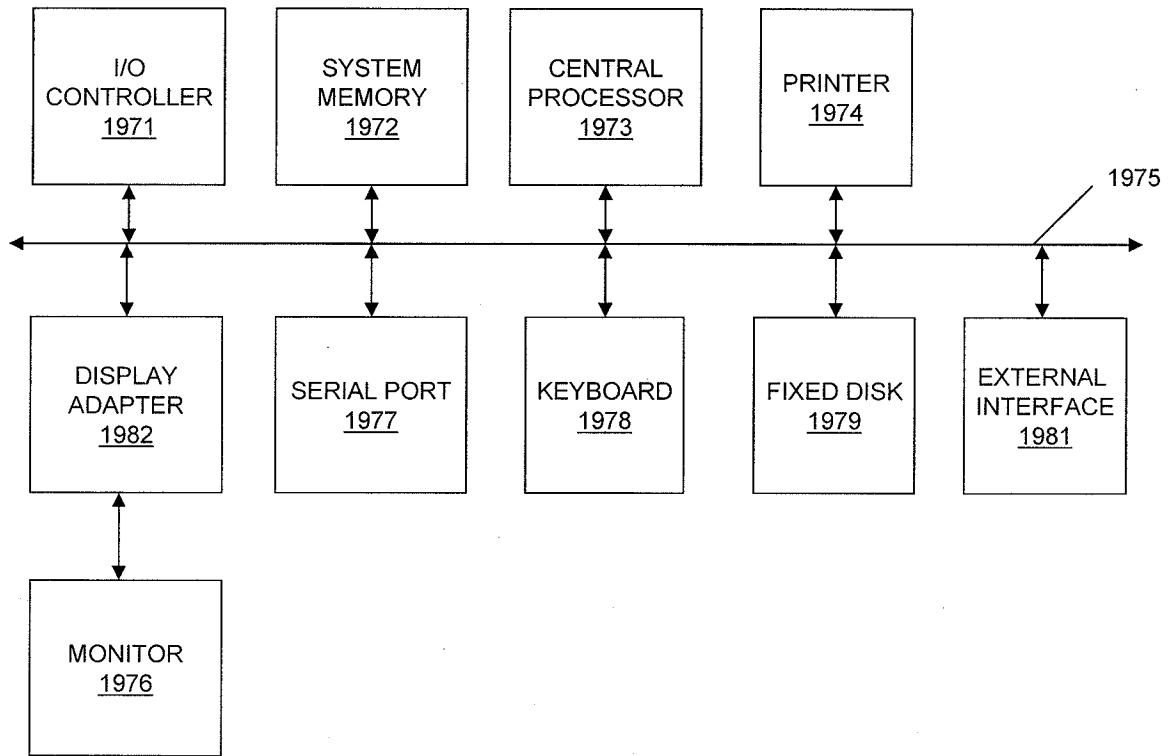 I/O
CONTROLLER
1971
SYSTEM
MEMORY
1972
CENTRAL
PROCESSOR
1973
PRINTER
1974
1975
DISPLAY
ADAPTER
1982
SERIAL PORT
1977
KEYBOARD
1978
FIXED DISK
1979
EXTERNAL
INTERFACE
1981
MONITOR
1976